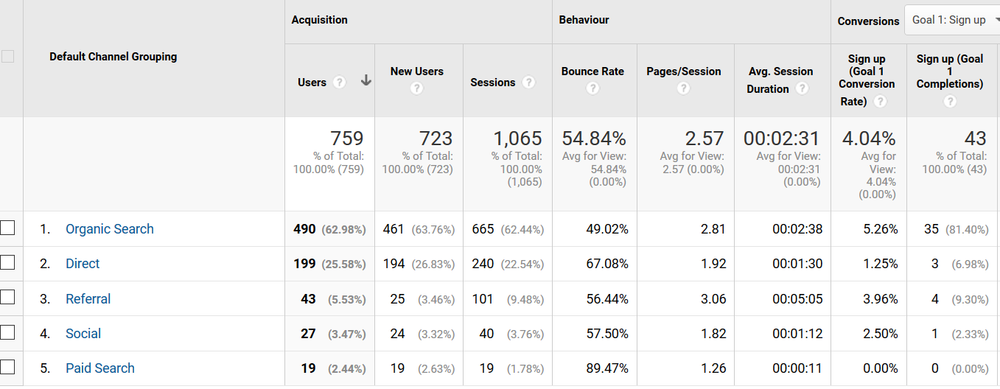 Acquisition Behaviour Conversions Goal 1: Sign up
Default Channel Grouping
Users ? New Users ? Sessions ? Bounce Rate ? Pages/Session ? Avg. Session Duration ? Sign up (Goal 1 Conversion Rate) ? Sign up (Goal 1 Completions) ?
759 723 1,065 54.84% 2.57 00:02:31 4.04% 43
% of Total: 100.00% (759) % of Total: 100.00% (723) % of Total: 100.00% (1,065) Avg for View: 54.84% (0.00%) Avg for View: 2.57 (0.00%) Avg for View: 00:02:31 (0.00%) Avg for View: 4.04% (0.00%) % of Total: 100.00% (43)
1. Organic Search 490 (62.98%) 461 (63.76%) 665 (62.44%) 49.02% 2.81 00:02:38 5.26% 35 (81.40%)
2. Direct 199 (25.58%) 194 (26.83%) 240 (22.54%) 67.08% 1.92 00:01:30 1.25% 3 (6.98%)
3. Referral 43 (5.53%) 25 (3.46%) 101 (9.48%) 56.44% 3.06 00:05:05 3.96% 4 (9.30%)
4. Social 27 (3.47%) 24 (3.32%) 40 (3.76%) 57.50% 1.82 00:01:12 2.50% 1 (2.33%)
5. Paid Search 19 (2.44%) 19 (2.63%) 19 (1.78%) 89.47% 1.26 00:00:11 0.00% 0 (0.00%)